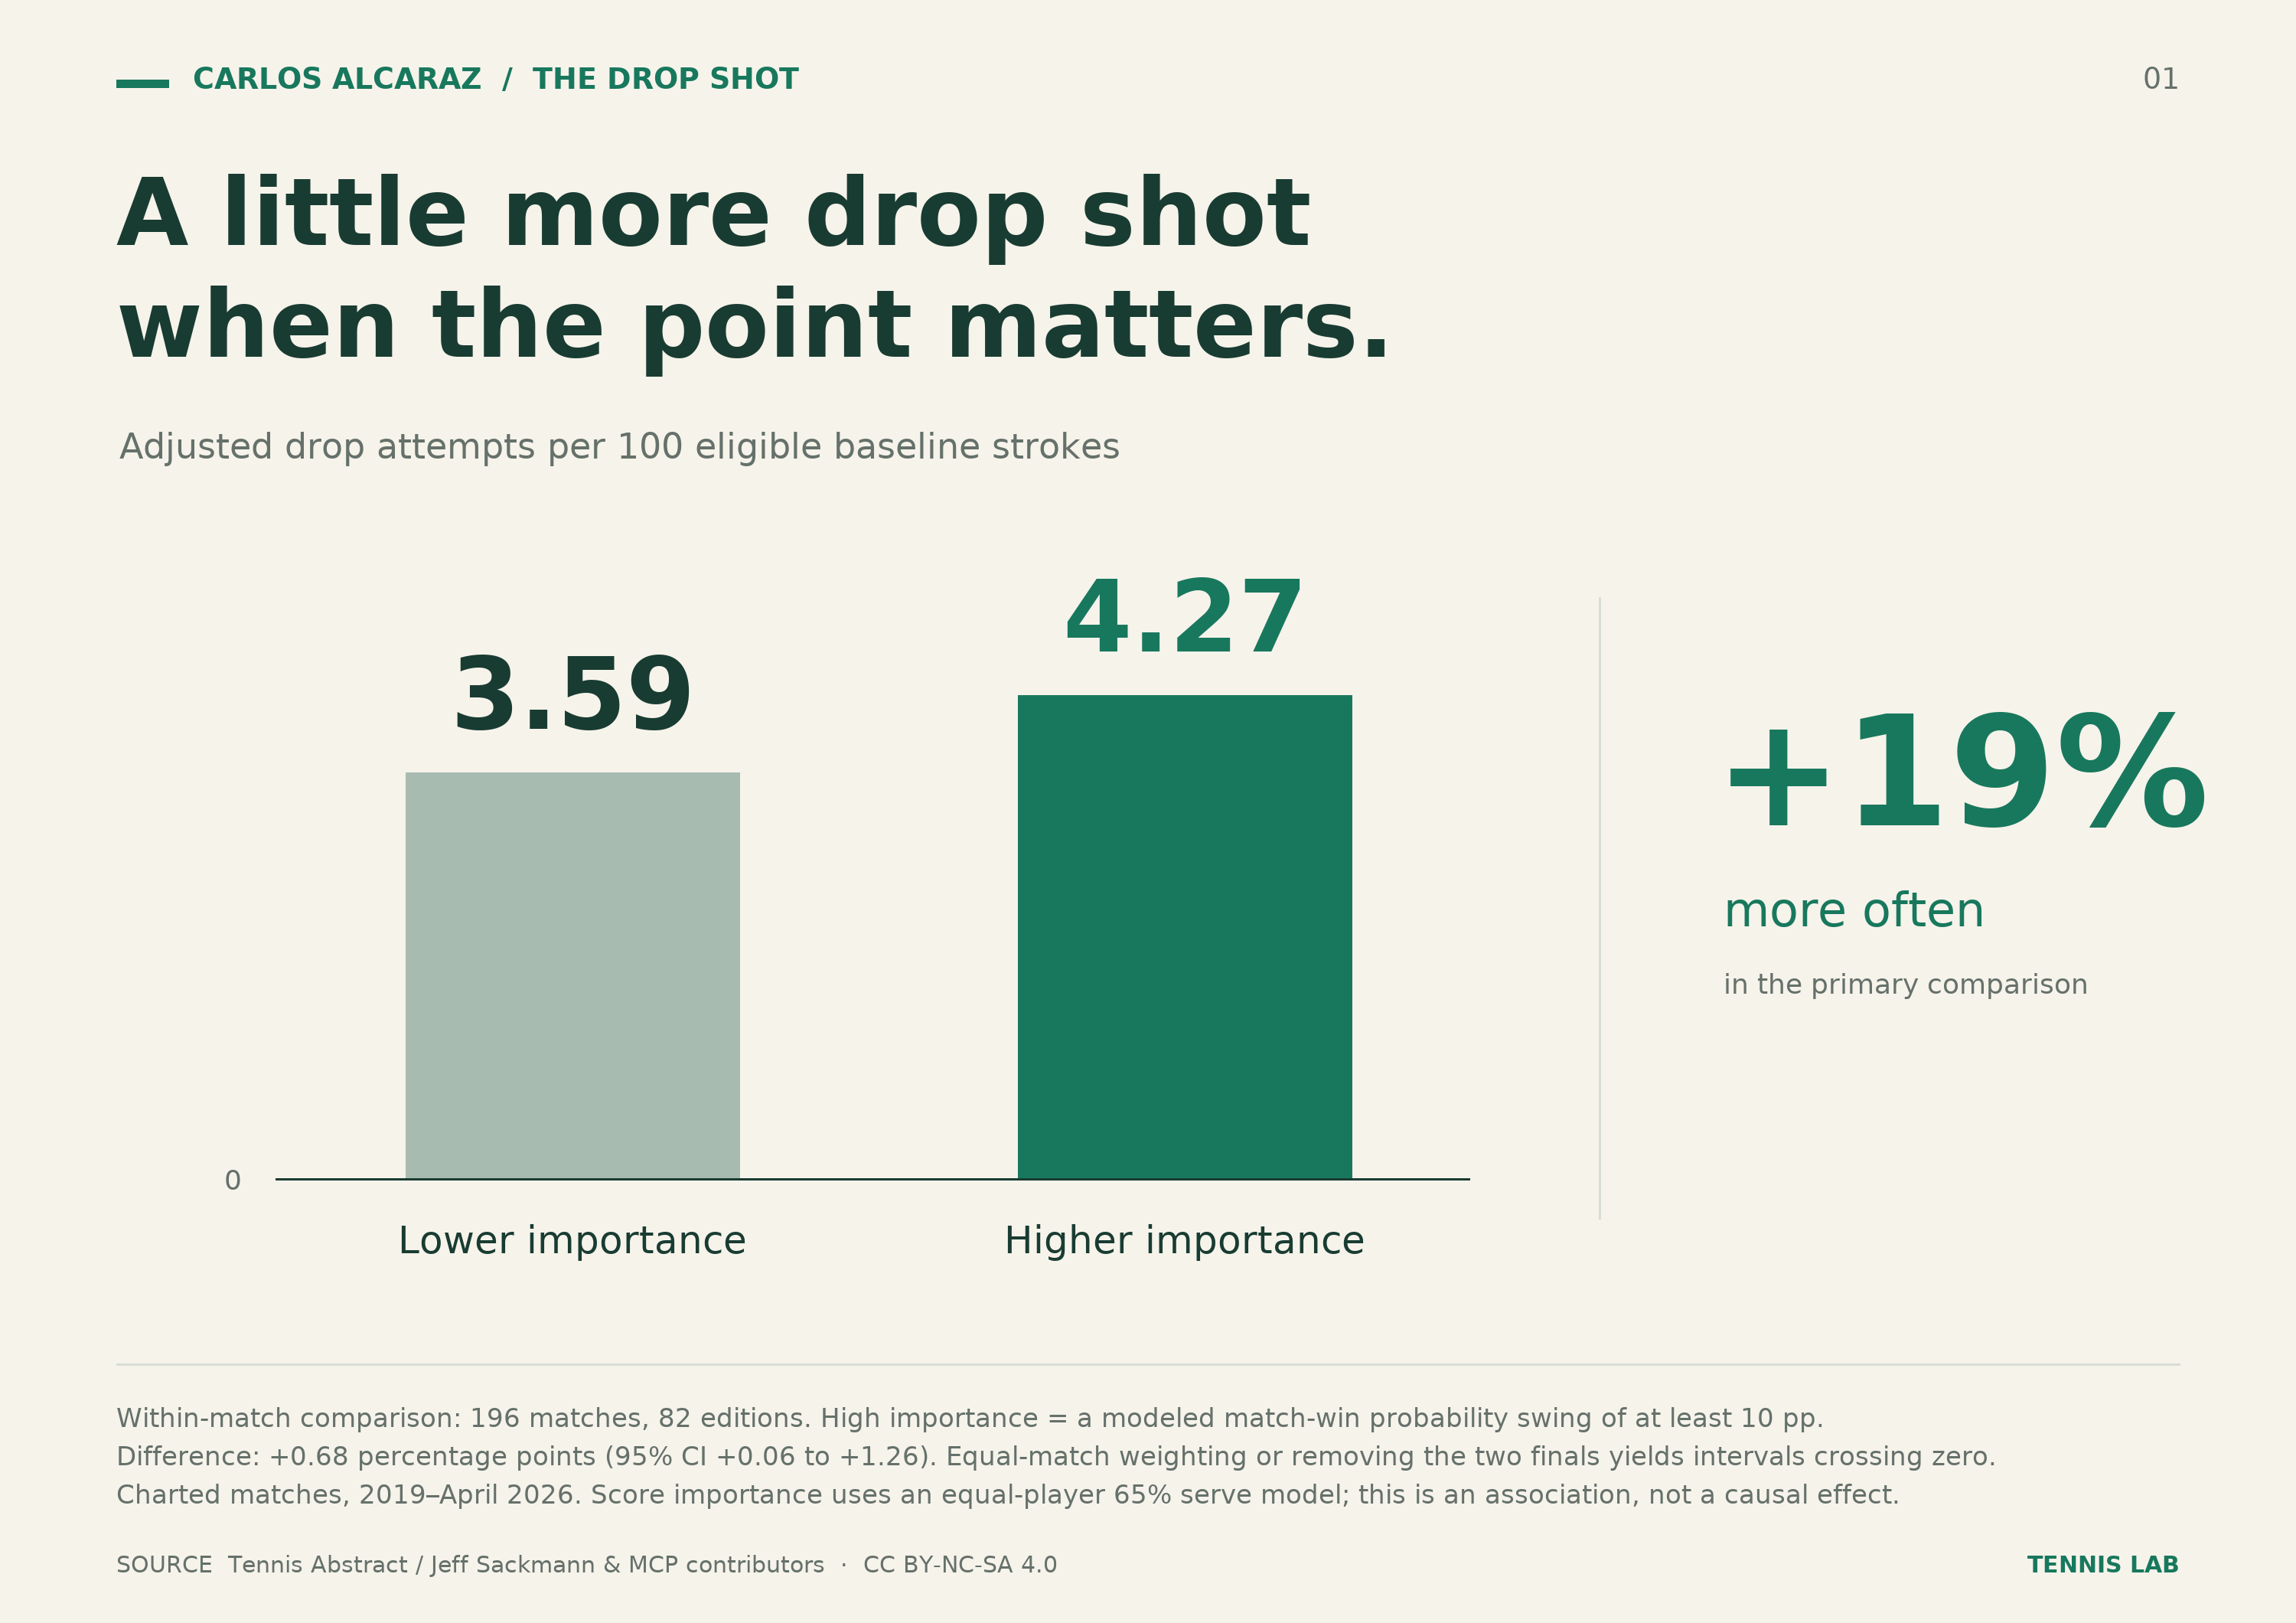 CARLOS ALCARAZ / THE DROP SHOT
01
A little more drop shot
when the point matters.
Adjusted drop attempts per 100 eligible baseline strokes
3.59
4.27
+19%
more often
in the primary comparison
0
Lower importance
Higher importance
Within-match comparison: 196 matches, 82 editions. High importance = a modeled match-win probability swing of at least 10 pp.
Difference: +0.68 percentage points (95% CI +0.06 to +1.26). Equal-match weighting or removing the two finals yields intervals crossing zero.
Charted matches, 2019–April 2026. Score importance uses an equal-player 65% serve model; this is an association, not a causal effect.
SOURCE Tennis Abstract / Jeff Sackmann & MCP contributors · CC BY-NC-SA 4.0
TENNIS LAB